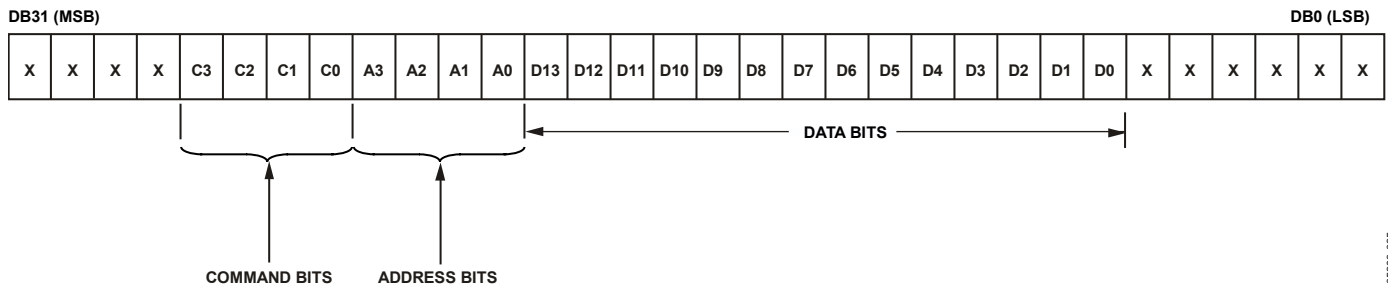 DB31 (MSB) DB0 (LSB)
X X X X C3 C2 C1 C0 A3 A2 A1 A0 D13 D12 D11 D10 D9 D8 D7 D6 D5 D4 D3 D2 D1 D0 X X X X X X
DATA BITS
COMMAND BITS ADDRESS BITS